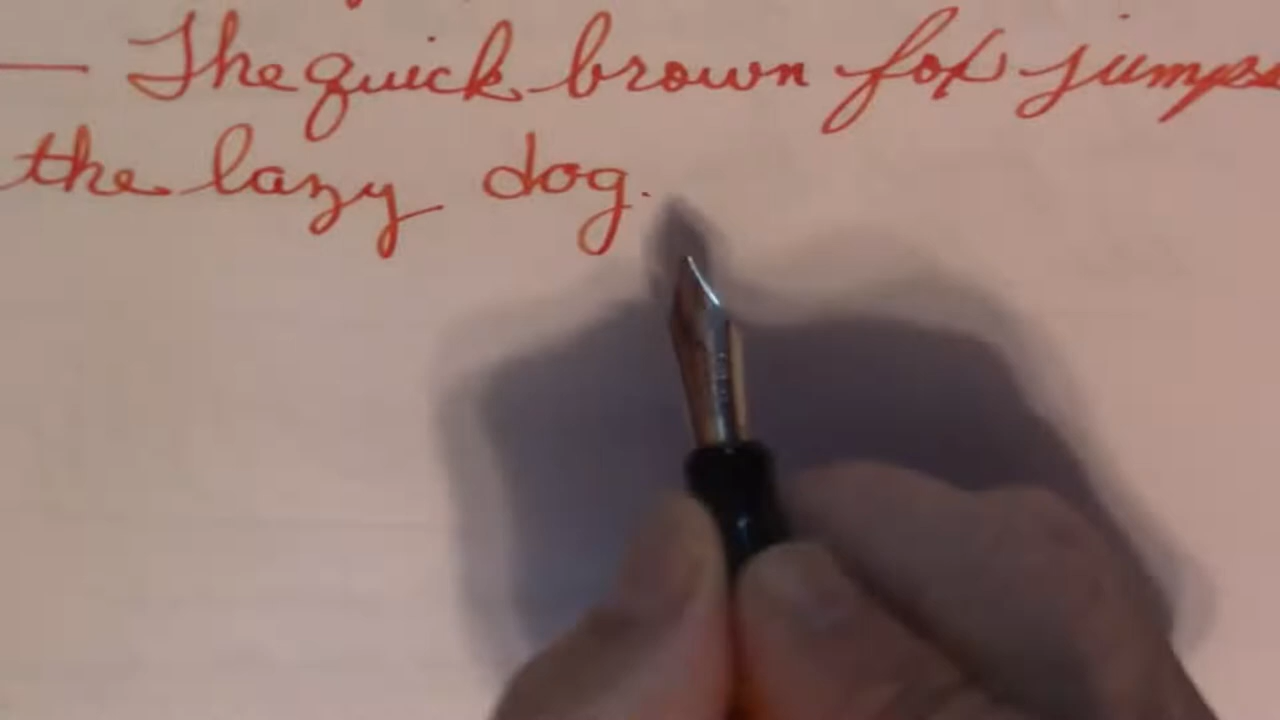 — The quick brown fox jumps
the lazy dog.